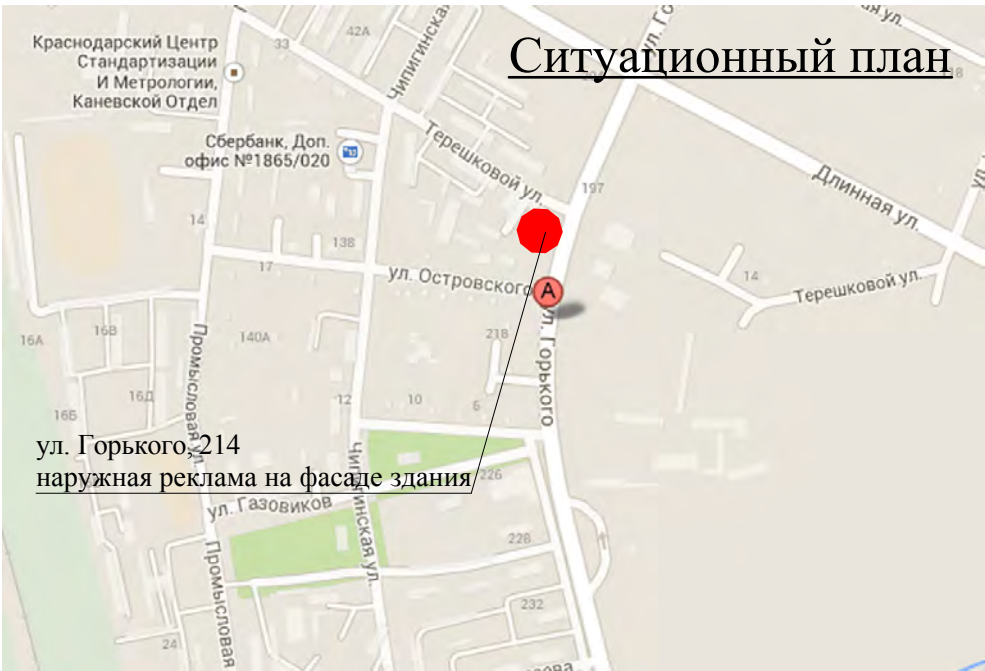 Ситуационный план
Краснодарский Центр
Стандартизации
И Метрологии,
Каневской Отдел
33
42А
Чипигинская
ул. Го
118
Сбербанк, Доп.
офис №1865/020
Терешковой ул.
197
Длинная ул.
14
138
17
ул. Островского
A
14
Терешковой ул.
16А
16В
140А
218
ул. Горького
Промысловая ул.
16Д
16Б
12
10
6
ул. Горького, 214
наружная реклама на фасаде здания
226
ул. Газовиков
Чипигинская ул.
228
Промысловая
232
24